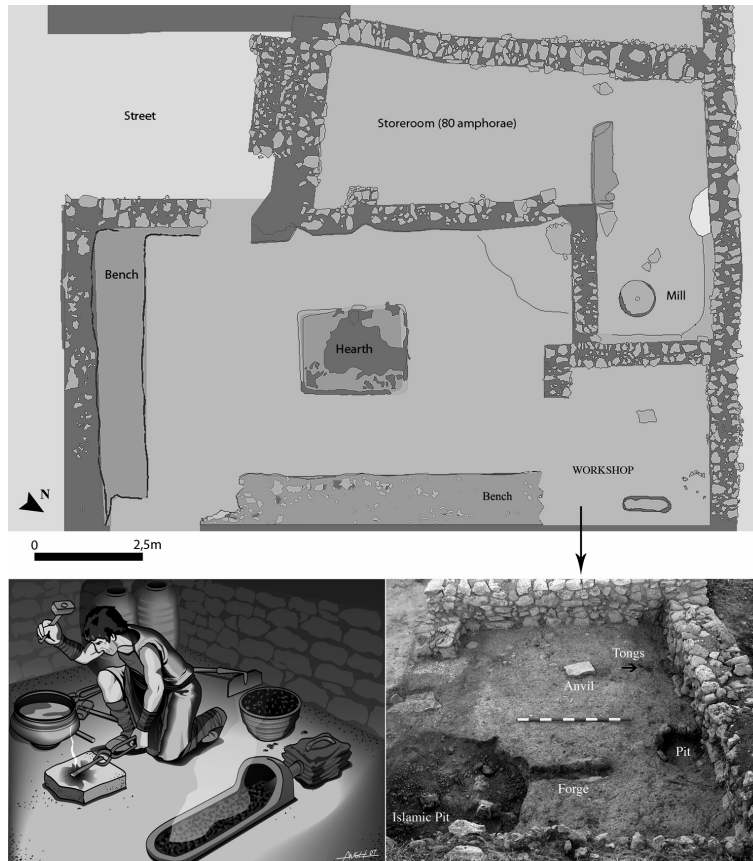 Street
Storeroom (80 amphorae)
Bench
Mill
Hearth
WORKSHOP
Bench
N
0 2,5m
Tongs
Anvil
Pit
Forge
Islamic Pit